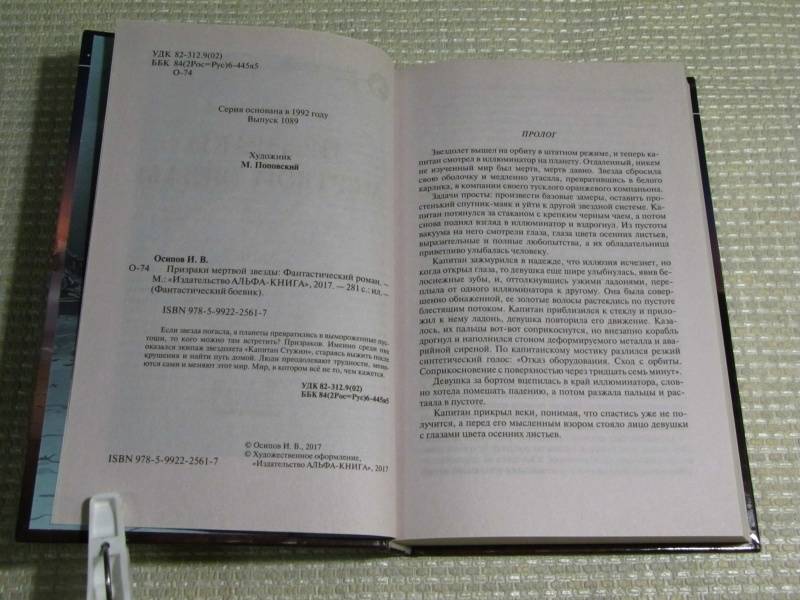 УДК 82-312.9(02)
ББК 84(2Рос=Рус)6-445я5
О-74
Серия основана в 1992 году
Выпуск 1089
Художник
М. Поповский
Осипов И. В.
О-74 Призраки мертвой звезды: Фантастический роман. —
М.: «Издательство АЛЬФА-КНИГА», 2017. — 281 с.: ил. —
(Фантастический боевик).
ISBN 978-5-9922-2561-7
Если звезда погасла, а планеты превратились в вымороженные пус-
тоши, то кого можно там встретить? Призраков. Именно среди них
оказался экипаж звездолета «Капитан Стужин», стараясь выжить после
крушения и найти путь домой. Люди преодолевают трудности, меня-
ются сами и меняют этот мир. Мир, в котором всё не то, чем кажется.
УДК 82-312.9(02)
ББК 84(2Рос=Рус)6-445я5
© Осипов И. В., 2017
© Художественное оформление,
ISBN 978-5-9922-2561-7 «Издательство АЛЬФА-КНИГА», 2017
ПРОЛОГ
Звездолет вышел на орбиту в штатном режиме, и теперь ка-
питан смотрел в иллюминатор на планету. Отдаленный, никем
не изученный мир был мертв, мертв давно. Звезда сбросила
свою оболочку и медленно угасала, превратившись в белого
карлика, в компании своего тусклого оранжевого компаньона.
Задачи просты: произвести базовые замеры, оставить про-
стенький спутник-маяк и уйти к другой звездной системе. Ка-
питан потянулся за стаканом с крепким черным чаем, а потом
снова поднял взгляд в иллюминатор и вздрогнул. Из пустоты
вакуума на него смотрели глаза, глаза цвета осенних листьев,
выразительные и полные любопытства, а их обладательница
приветливо улыбалась человеку.
Капитан зажмурился в надежде, что иллюзия исчезнет, но
когда открыл глаза, то девушка еще шире улыбнулась, явив бе-
лоснежные зубы, и, оттолкнувшись узкими ладонями, переп-
лыла от одного иллюминатора к другому. Она была совершенно
обнаженной, ее золотые волосы растеклись по пустоте
блестящим потоком. Капитан приблизился к стеклу и прило-
жил к нему ладонь, девушка повторила его движение. Каза-
лось, их пальцы вот-вот соприкоснутся, но внезапно корабль
дрогнул и наполнился стоном деформируемого металла и ава-
рийной сиреной. По капитанскому мостику разлился резкий
синтетический голос: «Отказ оборудования. Сход с орбиты.
Соприкосновение с поверхностью через тридцать семь минут».
Девушка за бортом вцепилась в край иллюминатора, слов-
но хотела помешать падению, а потом разжала пальцы и рас-
таяла в пустоте.
Капитан прикрыл веки, понимая, что спастись уже не по-
лучится, а перед его мысленным взором стояло лицо девушки
с глазами цвета осенних листьев.